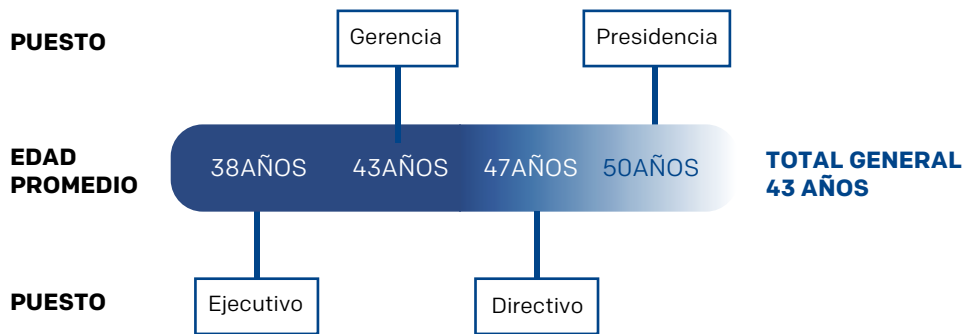 PUESTO
Gerencia
Presidencia
EDAD
PROMEDIO
38AÑOS
43AÑOS
47AÑOS
50AÑOS
TOTAL GENERAL
43 AÑOS
PUESTO
Ejecutivo
Directivo